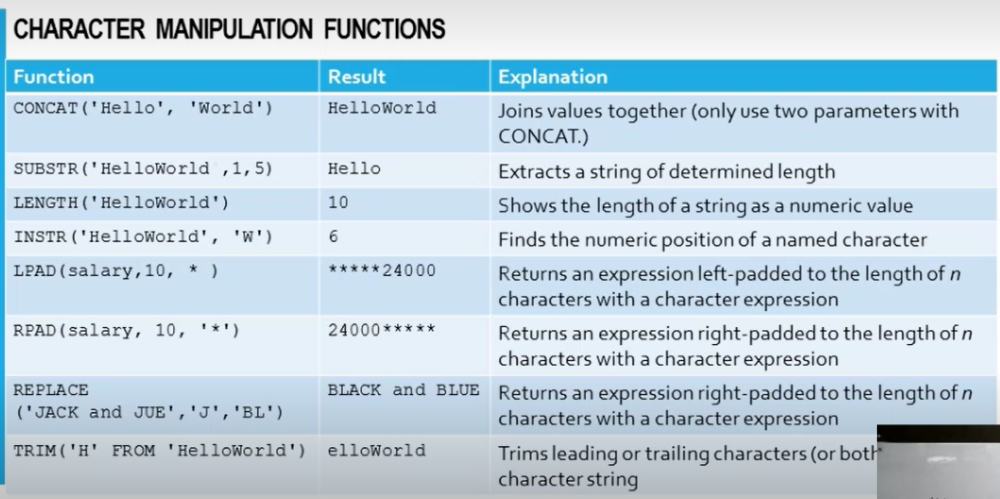 CHARACTER MANIPULATION FUNCTIONS
Function Result Explanation
CONCAT('Hello', 'World') HelloWorld Joins values together (only use two parameters with
CONCAT.)
SUBSTR('HelloWorld ,1,5) Hello Extracts a string of determined length
LENGTH('HelloWorld') 10 Shows the length of a string as a numeric value
INSTR('HelloWorld', 'W') 6 Finds the numeric position of a named character
LPAD(salary,10, * ) *****24000 Returns an expression left-padded to the length of n
characters with a character expression
RPAD(salary, 10, '*') 24000***** Returns an expression right-padded to the length of n
characters with a character expression
REPLACE BLACK and BLUE Returns an expression right-padded to the length of n
('JACK and JUE','J','BL') characters with a character expression
TRIM('H' FROM 'HelloWorld') elloWorld Trims leading or trailing characters (or both
character string